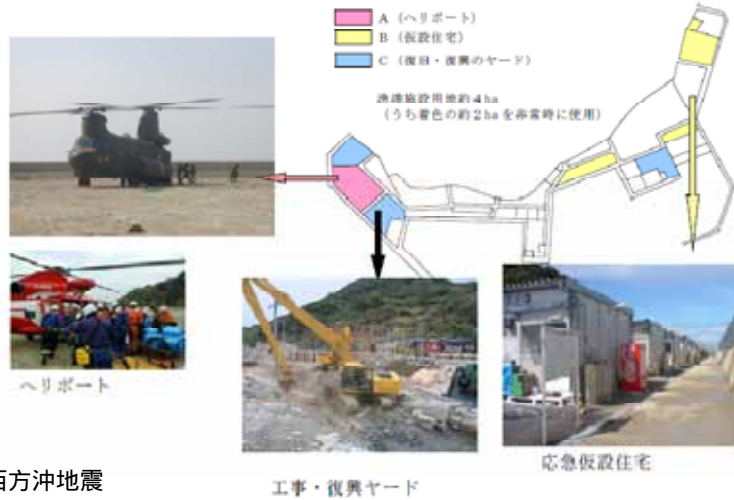 A（ヘリポート）
B（仮設住宅）
C（復旧・復興のヤード）
漁港施設用地約4ha
（うち着色の約2haを非常時に使用）
ヘリポート
応急仮設住宅
西方沖地震
工事・復興ヤード